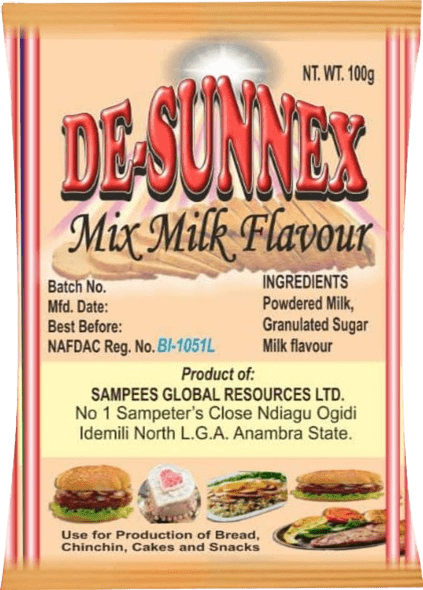 NT. WT. 100g
DE-SUNNEX
Mix Milk Flavour
Batch No.
Mfd. Date:
Best Before:
NAFDAC Reg. No. BI-1051L
INGREDIENTS
Powdered Milk,
Granulated Sugar
Milk flavour
Product of:
SAMPEES GLOBAL RESOURCES LTD.
No 1 Sampeter's Close Ndiagu Ogidi
Idemili North L.G.A. Anambra State.
Use for Production of Bread,
Chinchin, Cakes and Snacks